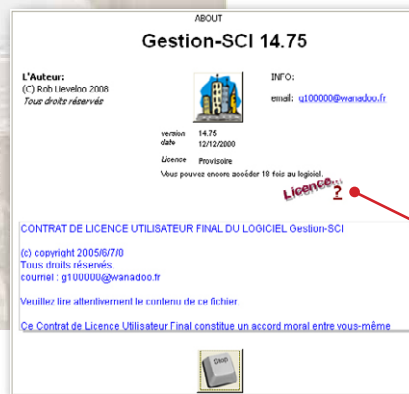 ABOUT
Gestion-SCI 14.75
L'Auteur:
(C) Rob Lieveloo 2008
Tous droits réservés
INFO:
email: g100000@wanadoo.fr
version 14.75
date 12/12/2000
Licence Provisoire
Vous pouvez encore accéder 18 fois au logiciel.
Licence...
?
CONTRAT DE LICENCE UTILISATEUR FINAL DU LOGICIEL Gestion-SCI
(c) copyright 2005/6/7/8
Tous droits réservés
courriel : g100000@wanadoo.fr
Veuillez lire attentivement le contenu de ce fichier
Ce Contrat de Licence Utilisateur Final constitue un accord moral entre vous-même
Stop